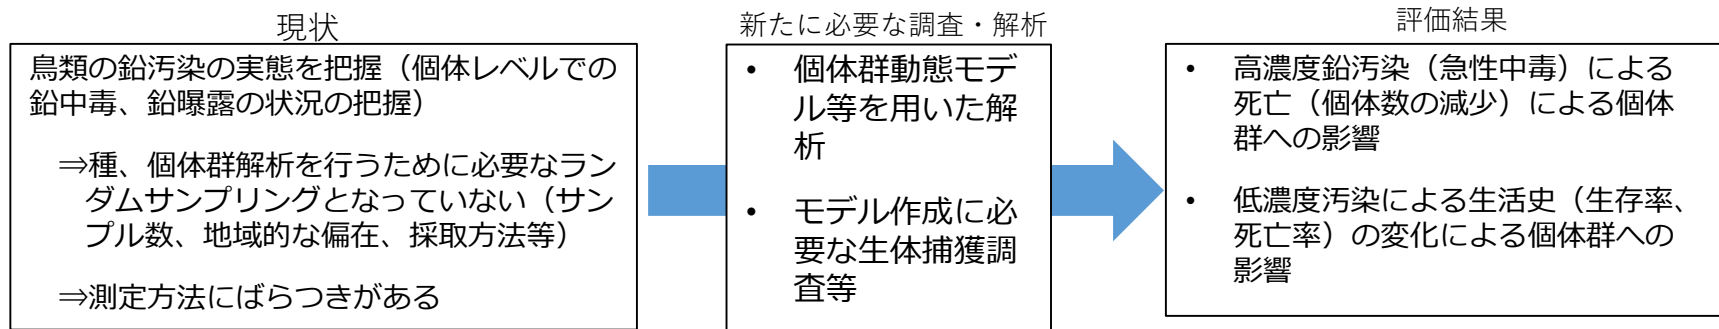 現状
鳥類の鉛汚染の実態を把握（個体レベルでの
鉛中毒、鉛曝露の状況の把握）
⇒種、個体群解析を行うために必要なラン
ダムサンプリングとなっていない（サン
プル数、地域的な偏在、採取方法等）
⇒測定方法にばらつきがある
新たに必要な調査・解析
• 個体群動態モデ
ル等を用いた解
析
• モデル作成に必
要な生体捕獲調
査等
評価結果
• 高濃度鉛汚染（急性中毒）による
死亡（個体数の減少）による個体
群への影響
• 低濃度汚染による生活史（生存率、
死亡率）の変化による個体群への
影響